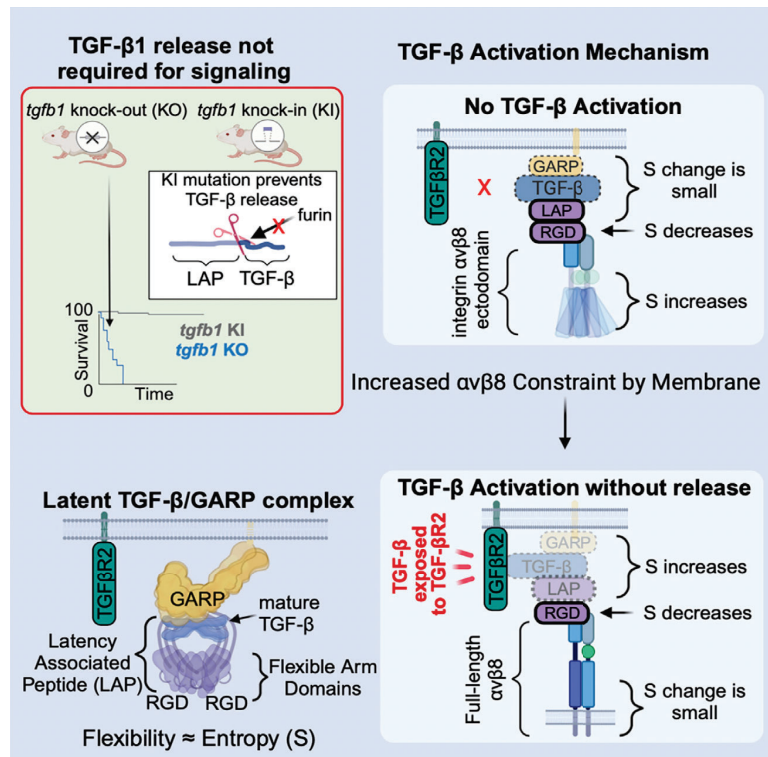 TGF-β1 release not
required for signaling
tgfb1 knock-out (KO)
tgfb1 knock-in (KI)
KI mutation prevents
TGF-β release
furin
X
LAP
TGF-β
100
Survival
0
Time
tgfb1 KI
tgfb1 KO
TGF-β Activation Mechanism
No TGF-β Activation
TGFβR2
X
GARP
TGF-β
LAP
RGD
S change is
small
S decreases
integrin αvβ8
ectodomain
S increases
Increased αvβ8 Constraint by Membrane
Latent TGF-β/GARP complex
TGFβR2
GARP
mature
TGF-β
Latency
Associated
Peptide (LAP)
Flexible Arm
Domains
RGD
RGD
Flexibility ≈ Entropy (S)
TGF-β Activation without release
TGF-β
exposed
to TGF-βR2
TGFβR2
GARP
TGF-β
LAP
RGD
S increases
S decreases
Full-length
αvβ8
S change is
small